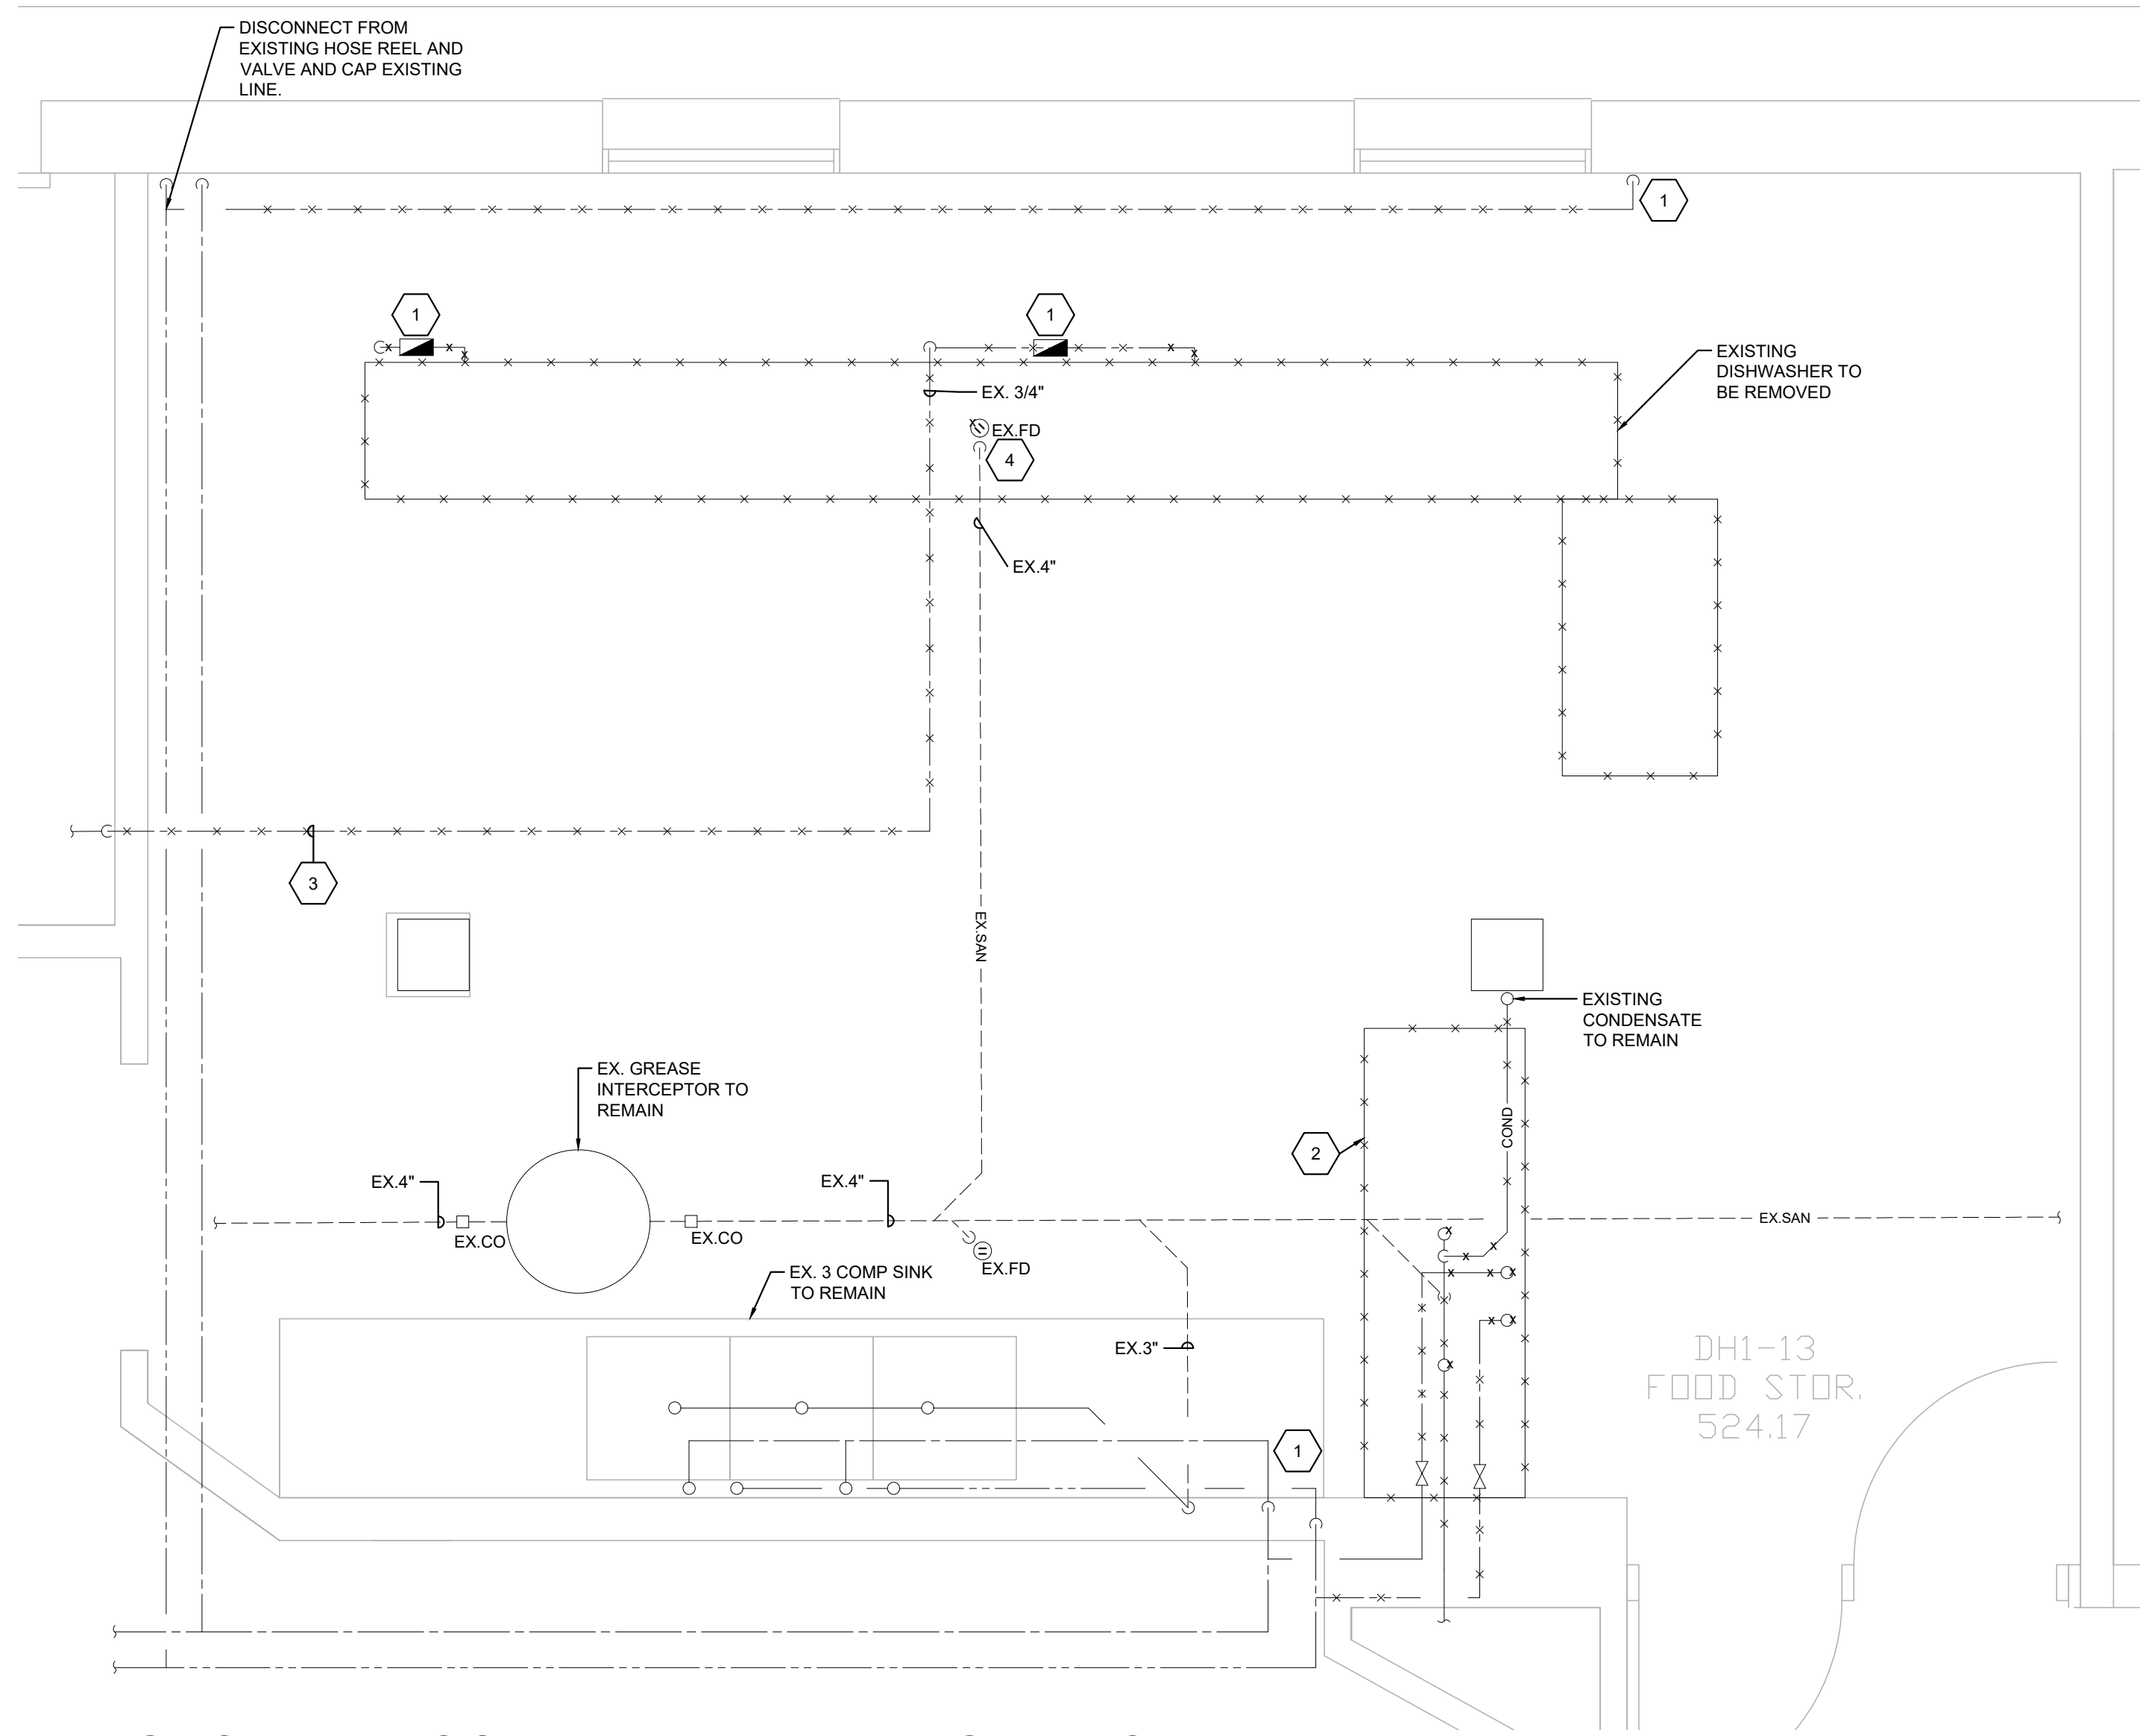 DISCONNECT FROM
EXISTING HOSE REEL AND
VALVE AND CAP EXISTING
LINE.
1
1
1
EXISTING
DISHWASHER TO
BE REMOVED
EX. 3/4"
EX.FD
4
EX.4"
3
EX.SAN
EXISTING
CONDENSATE
TO REMAIN
EX. GREASE
INTERCEPTOR TO
REMAIN
COND
2
EX.4"
EX.4"
EX.SAN
EX.CO
EX.CO
EX.FD
EX. 3 COMP SINK
TO REMAIN
EX.3"
DH1-13
FOOD STOR.
524.17
1